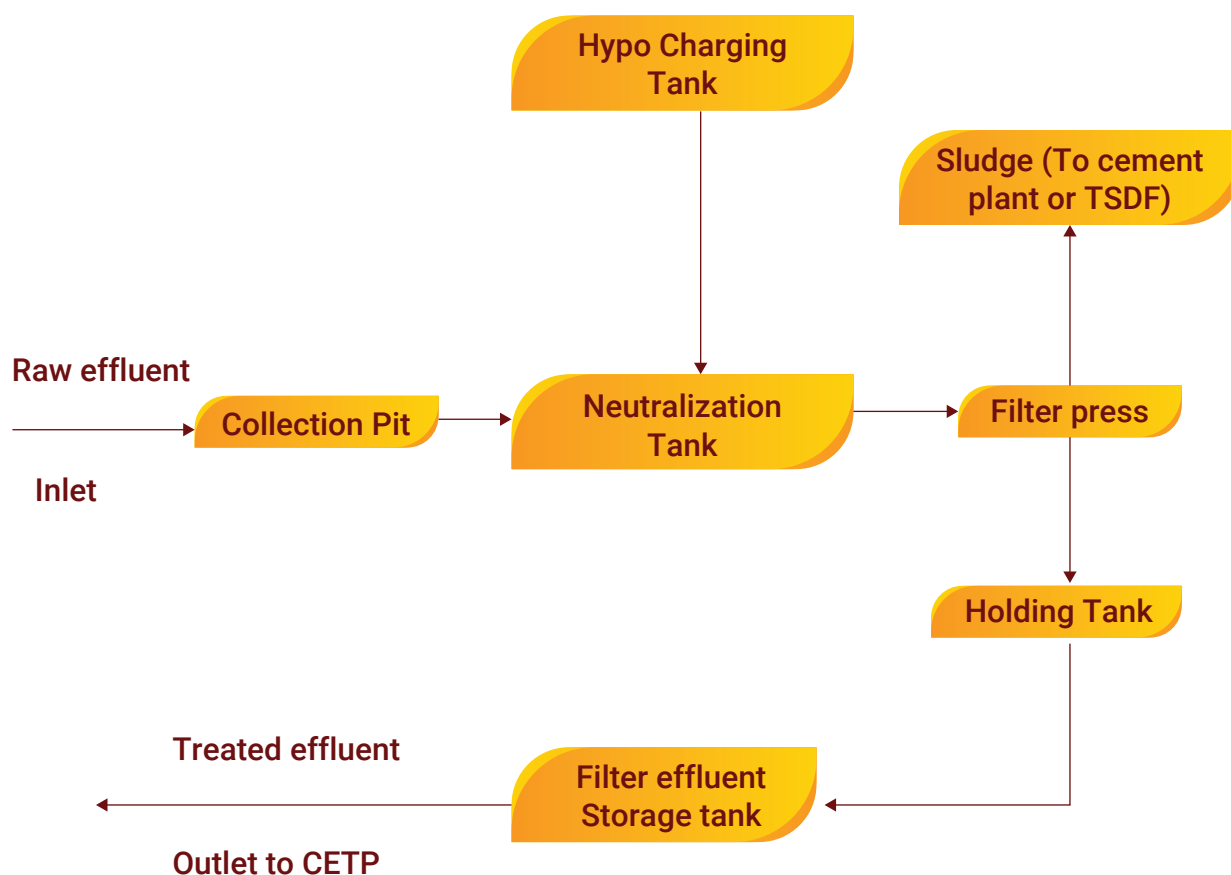 Hypo Charging
Tank
Sludge (To cement
plant or TSDF)
Raw effluent
Inlet
Collection Pit
Neutralization
Tank
Filter press
Holding Tank
Treated effluent
Outlet to CETP
Filter effluent
Storage tank